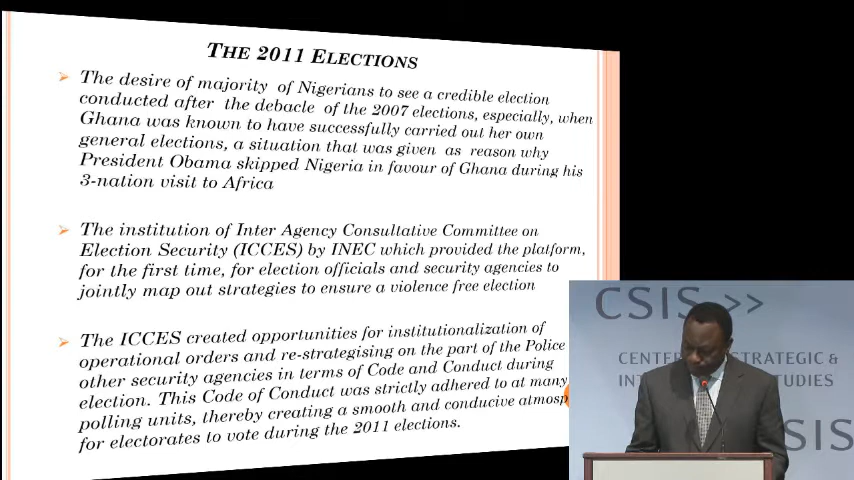 THE 2011 ELECTIONS
The desire of majority of Nigerians to see a credible election
conducted after the debacle of the 2007 elections, especially, when
Ghana was known to have successfully carried out her own
general elections, a situation that was given as reason why
President Obama skipped Nigeria in favour of Ghana during his
3-nation visit to Africa
The institution of Inter Agency Consultative Committee on
Election Security (ICCES) by INEC which provided the platform,
for the first time, for election officials and security agencies to
jointly map out strategies to ensure a violence free election
The ICCES created opportunities for institutionalization of
operational orders and re-strategising on the part of the Police
other security agencies in terms of Code and Conduct during
election. This Code of Conduct was strictly adhered to at many
polling units, thereby creating a smooth and conducive atmosp
for electorates to vote during the 2011 elections.
CSIS >>
CENTE STRATEGIC &
INT STUDIES
CSIS